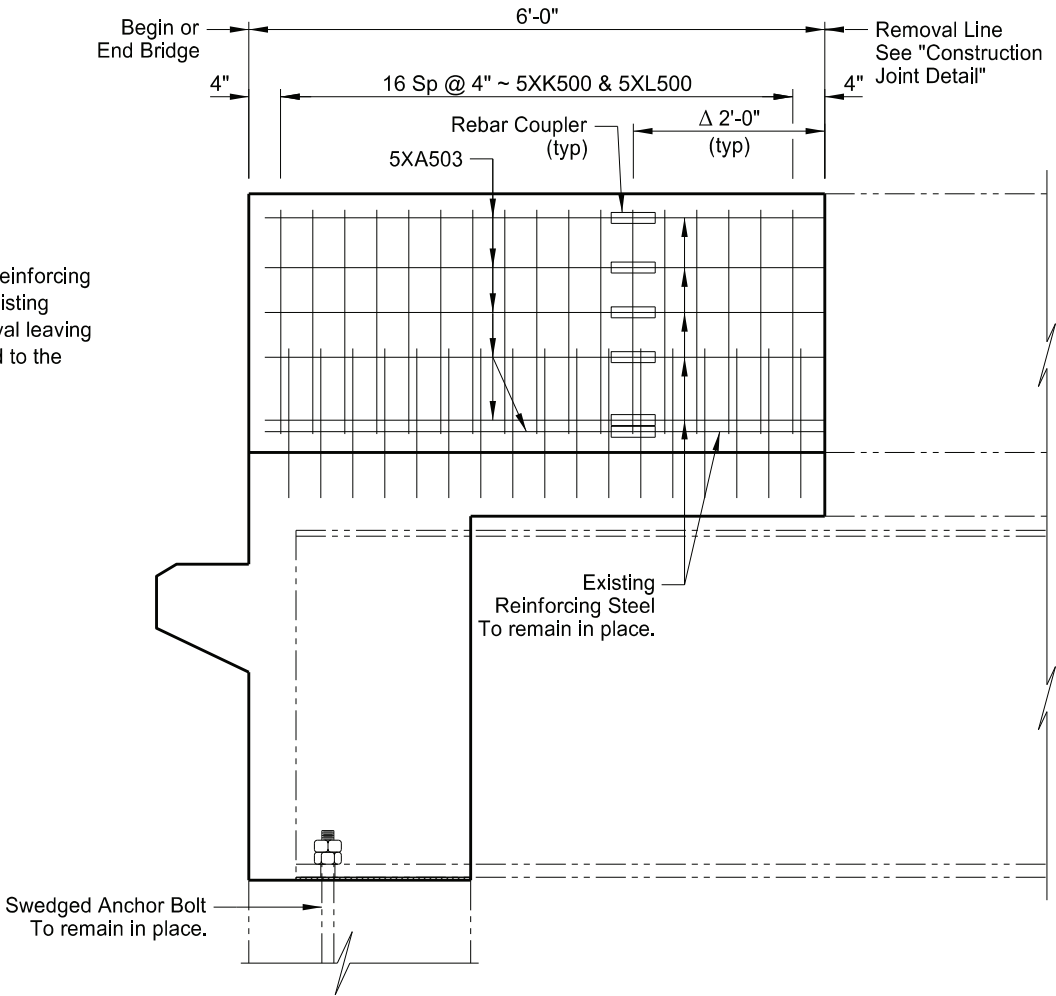 Begin or
End Bridge
6'-0"
Removal Line
See "Construction
Joint Detail"
4"
16 Sp @ 4" ~ 5XK500 & 5XL500
4"
Rebar Coupler
(typ)
Δ 2'-0"
(typ)
5XA503
einforcing
isting
val leaving
d to the
Existing
Reinforcing Steel
To remain in place.
Swedged Anchor Bolt
To remain in place.